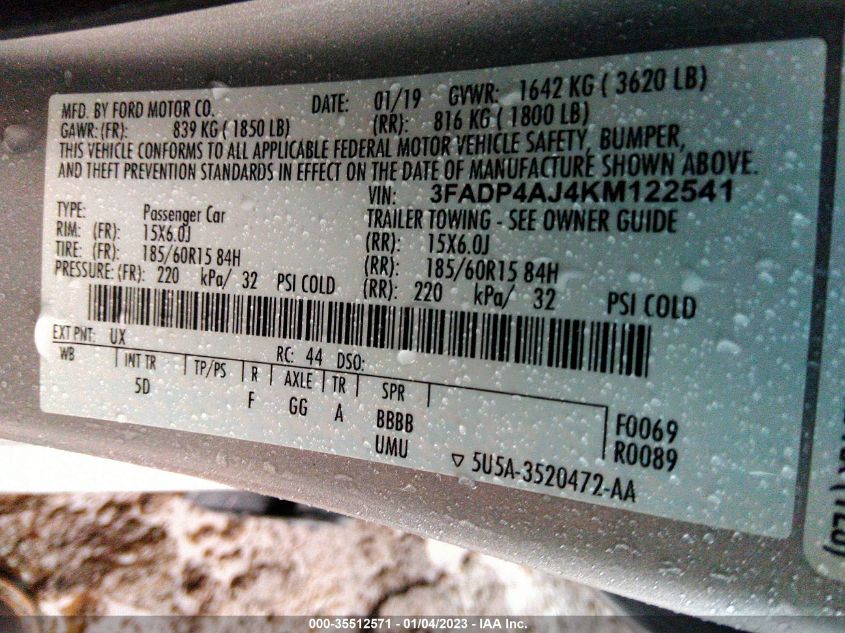 MFD. BY FORD MOTOR CO. DATE: 01/19 GVWR: 1642 KG ( 3620 LB)
GAWR: (FR): 839 KG ( 1850 LB) (RR): 816 KG ( 1800 LB)
THIS VEHICLE CONFORMS TO ALL APPLICABLE FEDERAL MOTOR VEHICLE SAFETY, BUMPER,
AND THEFT PREVENTION STANDARDS IN EFFECT ON THE DATE OF MANUFACTURE SHOWN ABOVE.
VIN: 3FADP4AJ4KM122541
TYPE: Passenger Car TRAILER TOWING - SEE OWNER GUIDE
RIM: (FR): 15X6.0J (RR): 15X6.0J
TIRE: (FR): 185/60R15 84H (RR): 185/60R15 84H
PRESSURE: (FR): 220 kPa/ 32 PSI COLD (RR): 220 kPa/ 32 PSI COLD
EXT PNT: UX RC: 44 DSO:
WB INT TR TP/PS R AXLE TR SPR
5D F GG A BBBB F0069
UMU R0089
5U5A-3520472-AA
000-35512571 — 01/04/2023 — IAA Inc.